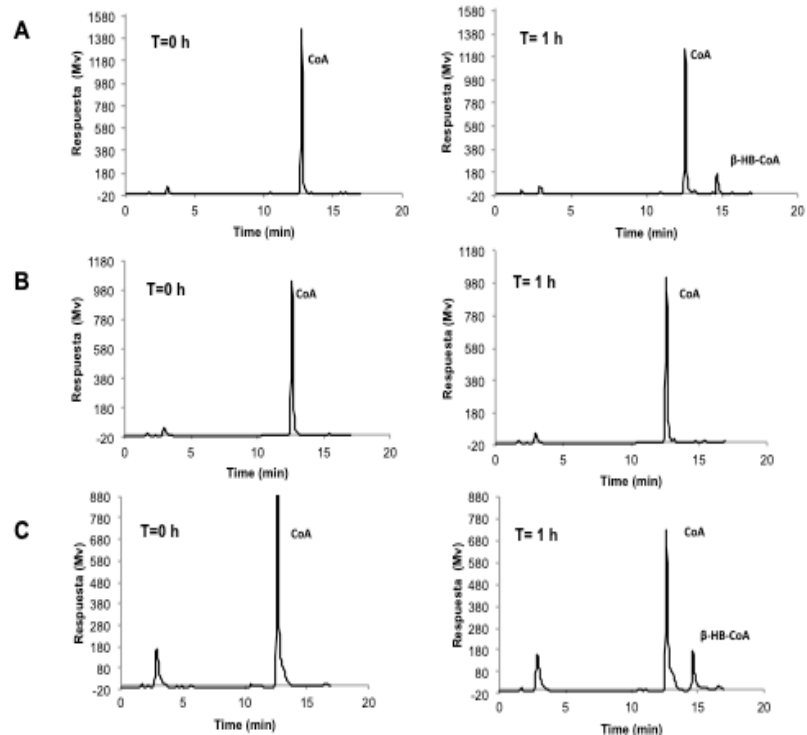 A
T=0 h
CoA
Respuesta (Mv)
1580
1380
1180
980
780
580
380
180
-20
0 5 10 15 20
Time (min)
T= 1 h
CoA
β-HB-CoA
Respuesta (Mv)
1580
1380
1180
980
780
580
380
180
-20
0 5 10 15 20
Time (min)
B
T=0 h
CoA
Respuesta (Mv)
1180
980
780
580
380
180
-20
0 5 10 15 20
Time (min)
T= 1 h
CoA
Respuesta (Mv)
1180
980
780
580
380
180
-20
0 5 10 15 20
Time (min)
C
T=0 h
CoA
Respuesta (Mv)
880
780
680
580
480
380
280
180
80
-20
0 5 10 15 20
Time (min)
T= 1 h
CoA
β-HB-CoA
Respuesta (Mv)
880
780
680
580
480
380
280
180
80
-20
0 5 10 15 20
Time (min)